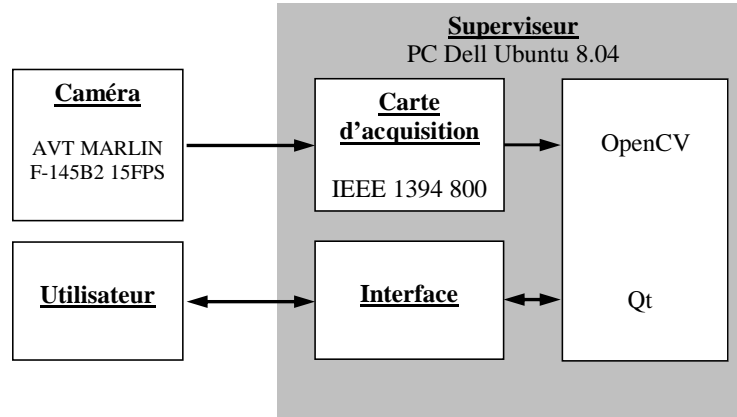 Superviseur
PC Dell Ubuntu 8.04
Caméra
AVT MARLIN
F-145B2 15FPS
Carte
d'acquisition
IEEE 1394 800
OpenCV
Utilisateur
Interface
Qt